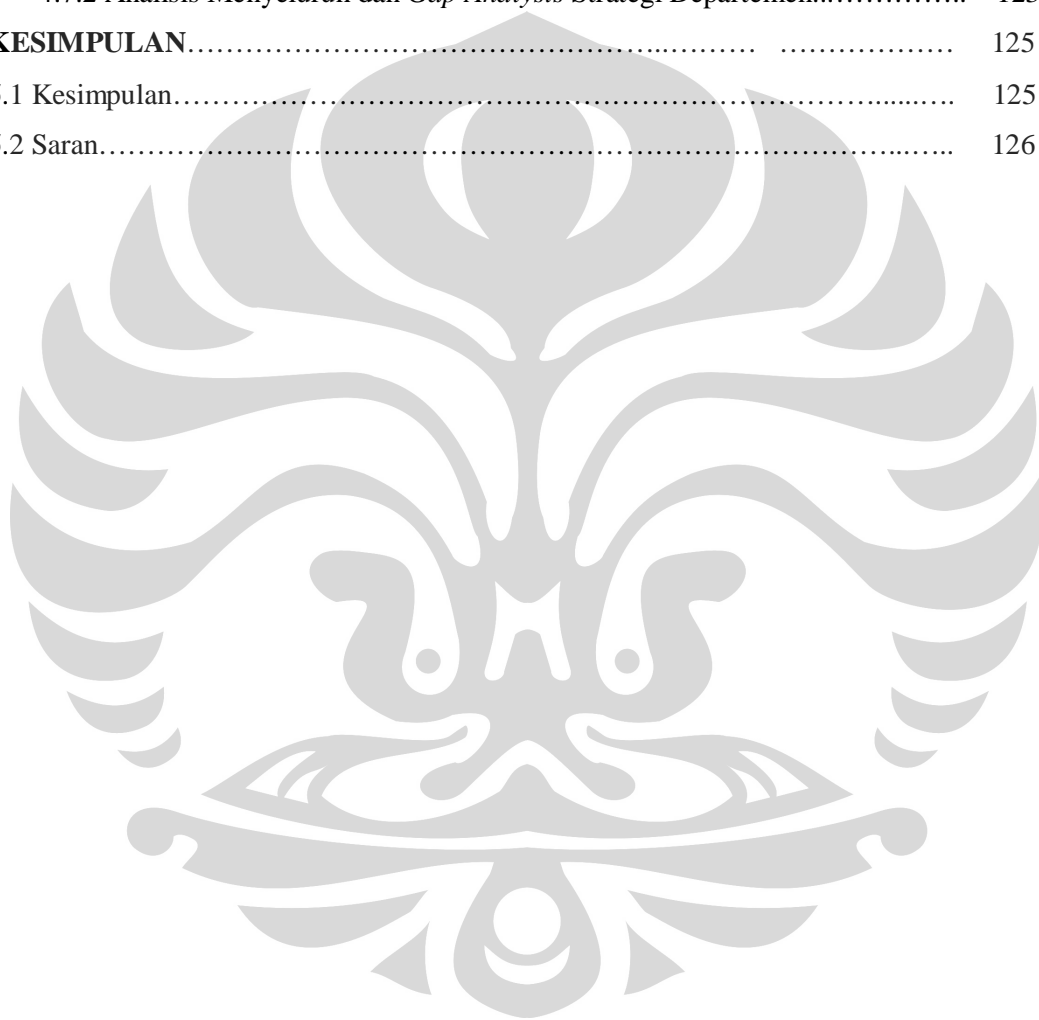 4.7.2 Analisis Menyeluruh dan Gap Analysis Strategi Departemen...………….. 123
KESIMPULAN…………………………………………..……… ……………… 125
5.1 Kesimpulan…………………………………………………………….......…. 125
5.2 Saran……………………………………………………………………...….. 126